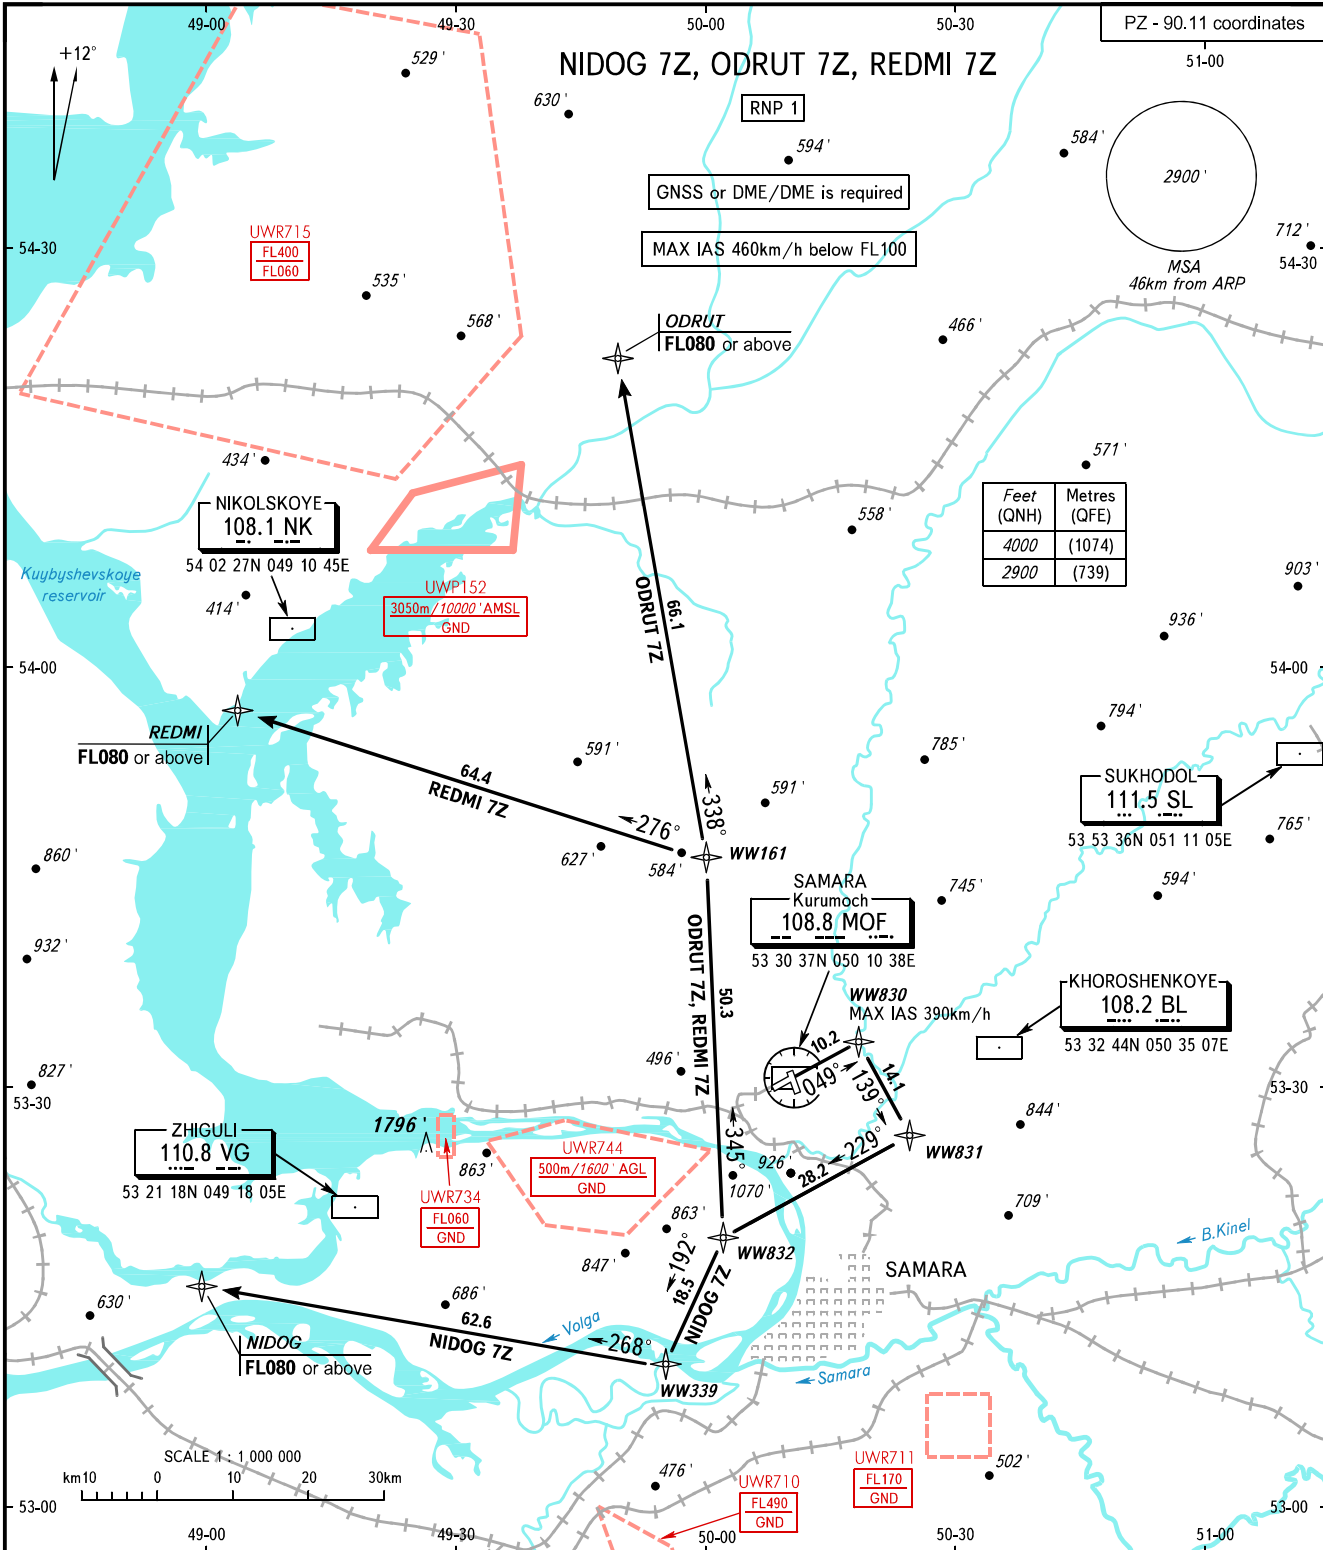 49-00
49-30
50-00
50-30
PZ - 90.11 coordinates
51-00
+12°
529'
NIDOG 7Z, ODRUT 7Z, REDMI 7Z
630'
RNP 1
594'
584'
2900'
GNSS or DME/DME is required
UWR715
FL400
FL060
MAX IAS 460km/h below FL100
712'
54-30
54-30
MSA
46km from ARP
535'
568'
ODRUT
FL080 or above
466'
434'
571'
NIKOLSKOYE
108.1 NK
54 02 27N 049 10 45E
Feet
(QNH)
Metres
(QFE)
4000
(1074)
2900
(739)
558'
Kuybyshevskoye
reservoir
414'
UWP152
3050m/10000'AMSL
GND
66.1
ODRUT 7Z
903'
936'
54-00
54-00
REDMI
FL080 or above
794'
64.4
REDMI 7Z
591'
785'
SUKHODOL
111.5 SL
53 53 36N 051 11 05E
338°
591'
276°
627'
584'
WW161
765'
860'
594'
SAMARA
Kurumoch
108.8 MOF
53 30 37N 050 10 38E
745'
932'
ODRUT 7Z, REDMI 7Z
50.3
KHOROSHENKOYE
108.2 BL
53 32 44N 050 35 07E
WW830
MAX IAS 390km/h
10.2
049°
14.1
139°
496'
827'
53-30
53-30
844'
1796'
ZHIGULI
110.8 VG
53 21 18N 049 18 05E
863'
UWR744
500m/1600' AGL
GND
345°
926'
1070'
229°
28.2
WW831
UWR734
FL060
GND
709'
863'
847'
192°
WW832
B.Kinel
18.5
NIDOG 7Z
SAMARA
630'
686'
62.6
NIDOG 7Z
Volga
268°
NIDOG
FL080 or above
WW339
Samara
SCALE 1 : 1 000 000
km10
0
10
20
30km
476'
UWR710
FL490
GND
UWR711
FL170
GND
502'
53-00
53-00
49-00
49-30
50-00
50-30
51-00